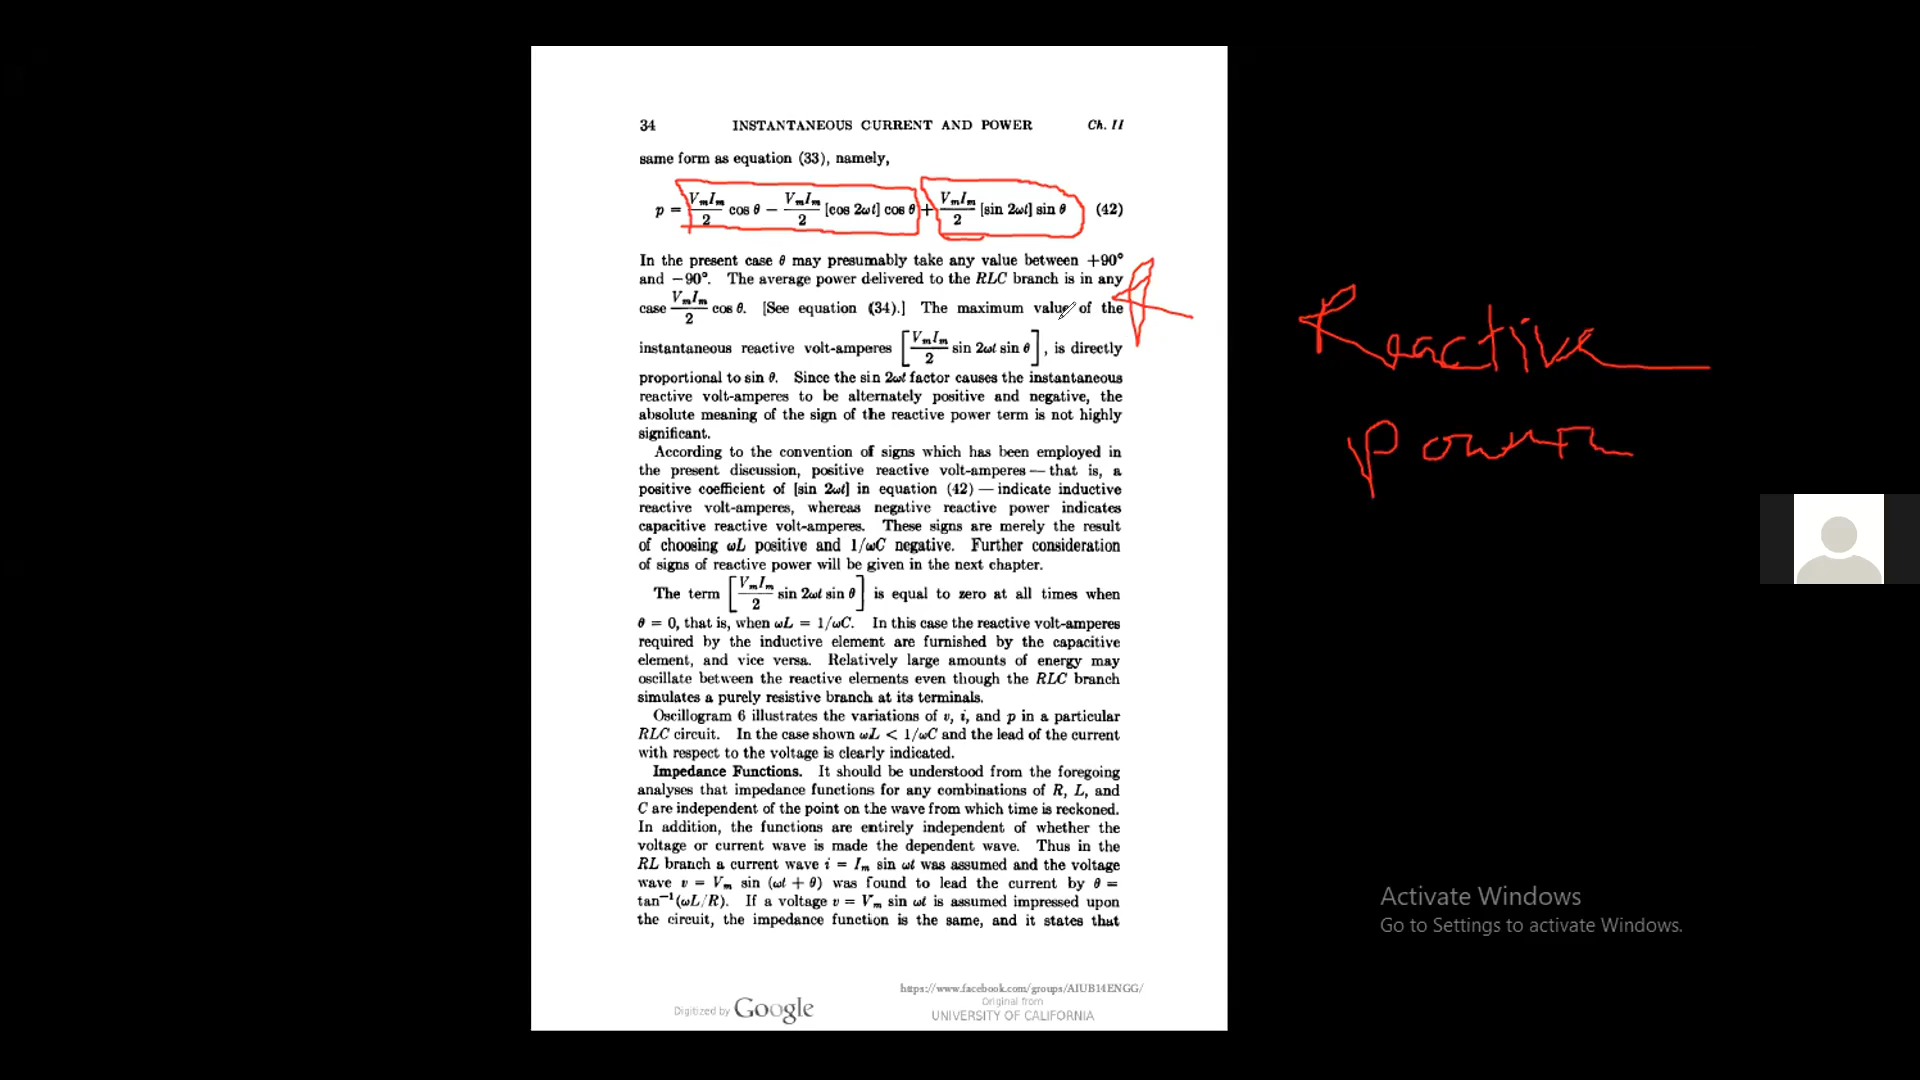 34 INSTANTANEOUS CURRENT AND POWER Ch. II
same form as equation (33), namely,
p = VmIm/2 cos θ − VmIm/2 [cos 2ωt] cos θ + VmIm/2 [sin 2ωt] sin θ (42)
In the present case θ may presumably take any value between +90°
and −90°. The average power delivered to the RLC branch is in any
case VmIm/2 cos θ. [See equation (34).] The maximum value of the
instantaneous reactive volt-amperes [VmIm/2 sin 2ωt sin θ], is directly
proportional to sin θ. Since the sin 2ωt factor causes the instantaneous
reactive volt-amperes to be alternately positive and negative, the
absolute meaning of the sign of the reactive power term is not highly
significant.
According to the convention of signs which has been employed in
the present discussion, positive reactive volt-amperes — that is, a
positive coefficient of [sin 2ωt] in equation (42) — indicate inductive
reactive volt-amperes, whereas negative reactive power indicates
capacitive reactive volt-amperes. These signs are merely the result
of choosing ωL positive and 1/ωC negative. Further consideration
of signs of reactive power will be given in the next chapter.
The term [VmIm/2 sin 2ωt sin θ] is equal to zero at all times when
θ = 0, that is, when ωL = 1/ωC. In this case the reactive volt-amperes
required by the inductive element are furnished by the capacitive
element, and vice versa. Relatively large amounts of energy may
oscillate between the reactive elements even though the RLC branch
simulates a purely resistive branch at its terminals.
Oscillogram 6 illustrates the variations of v, i, and p in a particular
RLC circuit. In the case shown ωL < 1/ωC and the lead of the current
with respect to the voltage is clearly indicated.
Impedance Functions. It should be understood from the foregoing
analyses that impedance functions for any combinations of R, L, and
C are independent of the point on the wave from which time is reckoned.
In addition, the functions are entirely independent of whether the
voltage or current wave is made the dependent wave. Thus in the
RL branch a current wave i = Im sin ωt was assumed and the voltage
wave v = Vm sin (ωt + θ) was found to lead the current by θ =
tan⁻¹(ωL/R). If a voltage v = Vm sin ωt is assumed impressed upon
the circuit, the impedance function is the same, and it states that
https://www.facebook.com/groups/AIUB14ENGG/
Digitized by Google
Original from
UNIVERSITY OF CALIFORNIA
Reactive
power
Activate Windows
Go to Settings to activate Windows.